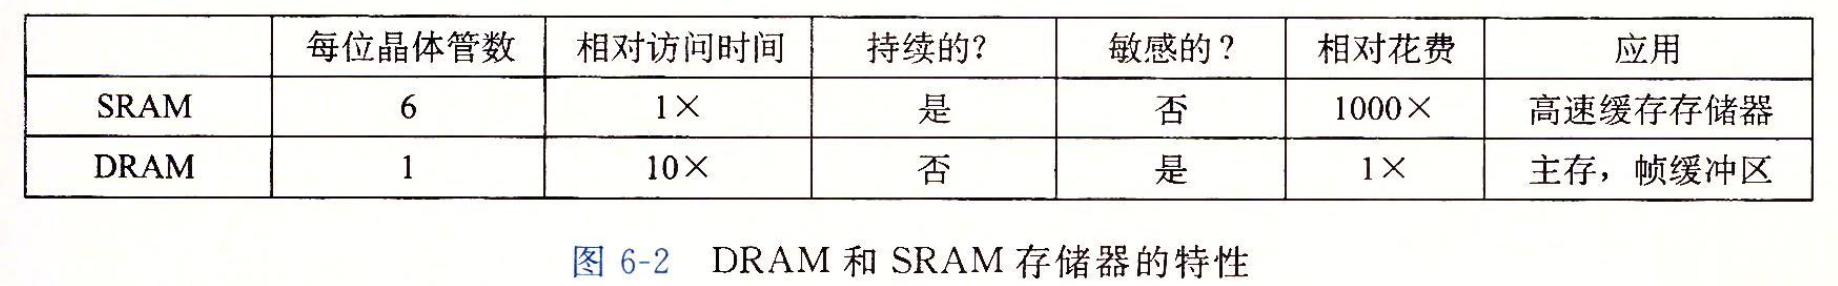 每位晶体管数 相对访问时间 持续的? 敏感的? 相对花费 应用
SRAM 6 1× 是 否 1000× 高速缓存存储器
DRAM 1 10× 否 是 1× 主存，帧缓冲区
图 6-2 DRAM 和 SRAM 存储器的特性